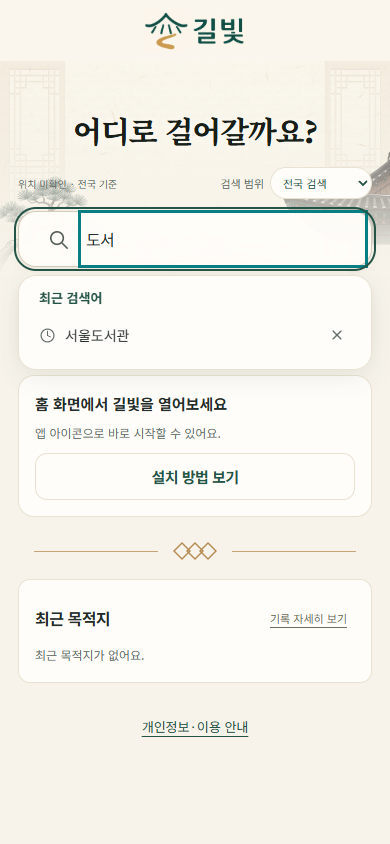 길빛
어디로 걸어갈까요?
위치 미확인 · 전국 기준
검색 범위
전국 검색
도서
최근 검색어
서울도서관
홈 화면에서 길빛을 열어보세요
앱 아이콘으로 바로 시작할 수 있어요.
설치 방법 보기
최근 목적지
기록 자세히 보기
최근 목적지가 없어요.
개인정보·이용 안내